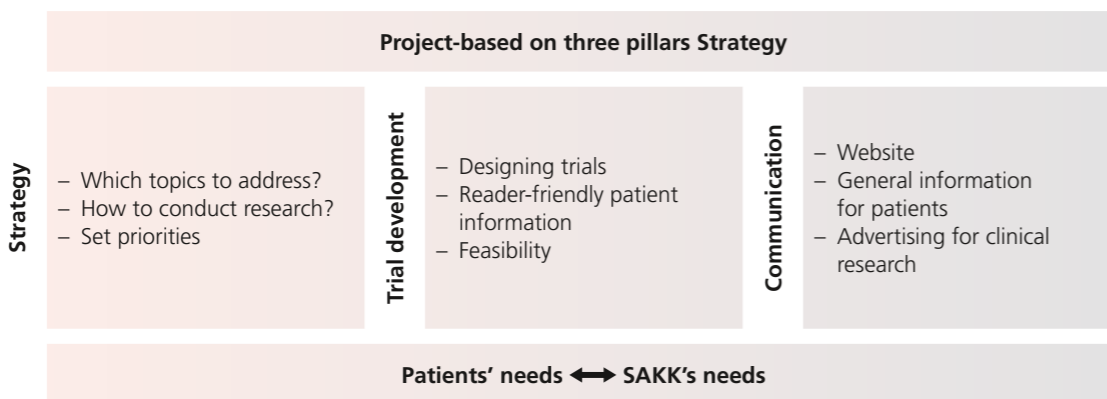 Project-based on three pillars Strategy
Strategy
– Which topics to address?
– How to conduct research?
– Set priorities
Trial development
– Designing trials
– Reader-friendly patient
information
– Feasibility
Communication
– Website
– General information
for patients
– Advertising for clinical
research
Patients’ needs ↔ SAKK’s needs